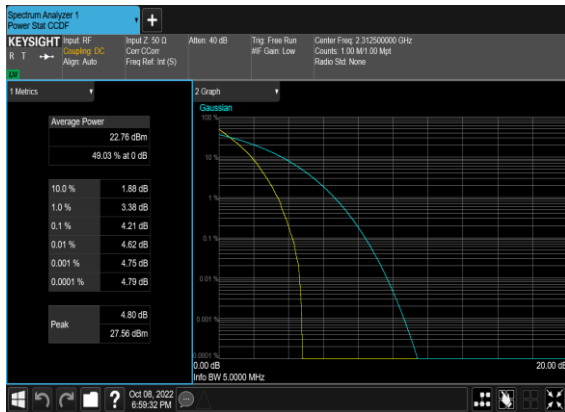 Spectrum Analyzer 1
Power Stat CCDF
KEYSIGHT
R T
LXI
Input: RF
Coupling: DC
Align: Auto
Input Z: 50 Ω
Corr CCorr
Freq Ref: Int (S)
Atten: 40 dB
Trig: Free Run
#IF Gain: Low
Center Freq: 2.312500000 GHz
Counts: 1.00 M/1.00 Mpt
Radio Std: None
1 Metrics
Average Power
22.76 dBm
49.03 % at 0 dB
10.0 % 1.88 dB
1.0 % 3.38 dB
0.1 % 4.21 dB
0.01 % 4.62 dB
0.001 % 4.75 dB
0.0001 % 4.79 dB
Peak
4.80 dB
27.56 dBm
2 Graph
Gaussian
100 %
10 %
1 %
0.1 %
0.01 %
0.001 %
0.0001 %
0.00 dB
20.00 dB
Info BW 5.0000 MHz
?
Oct 08, 2022
6:59:32 PM